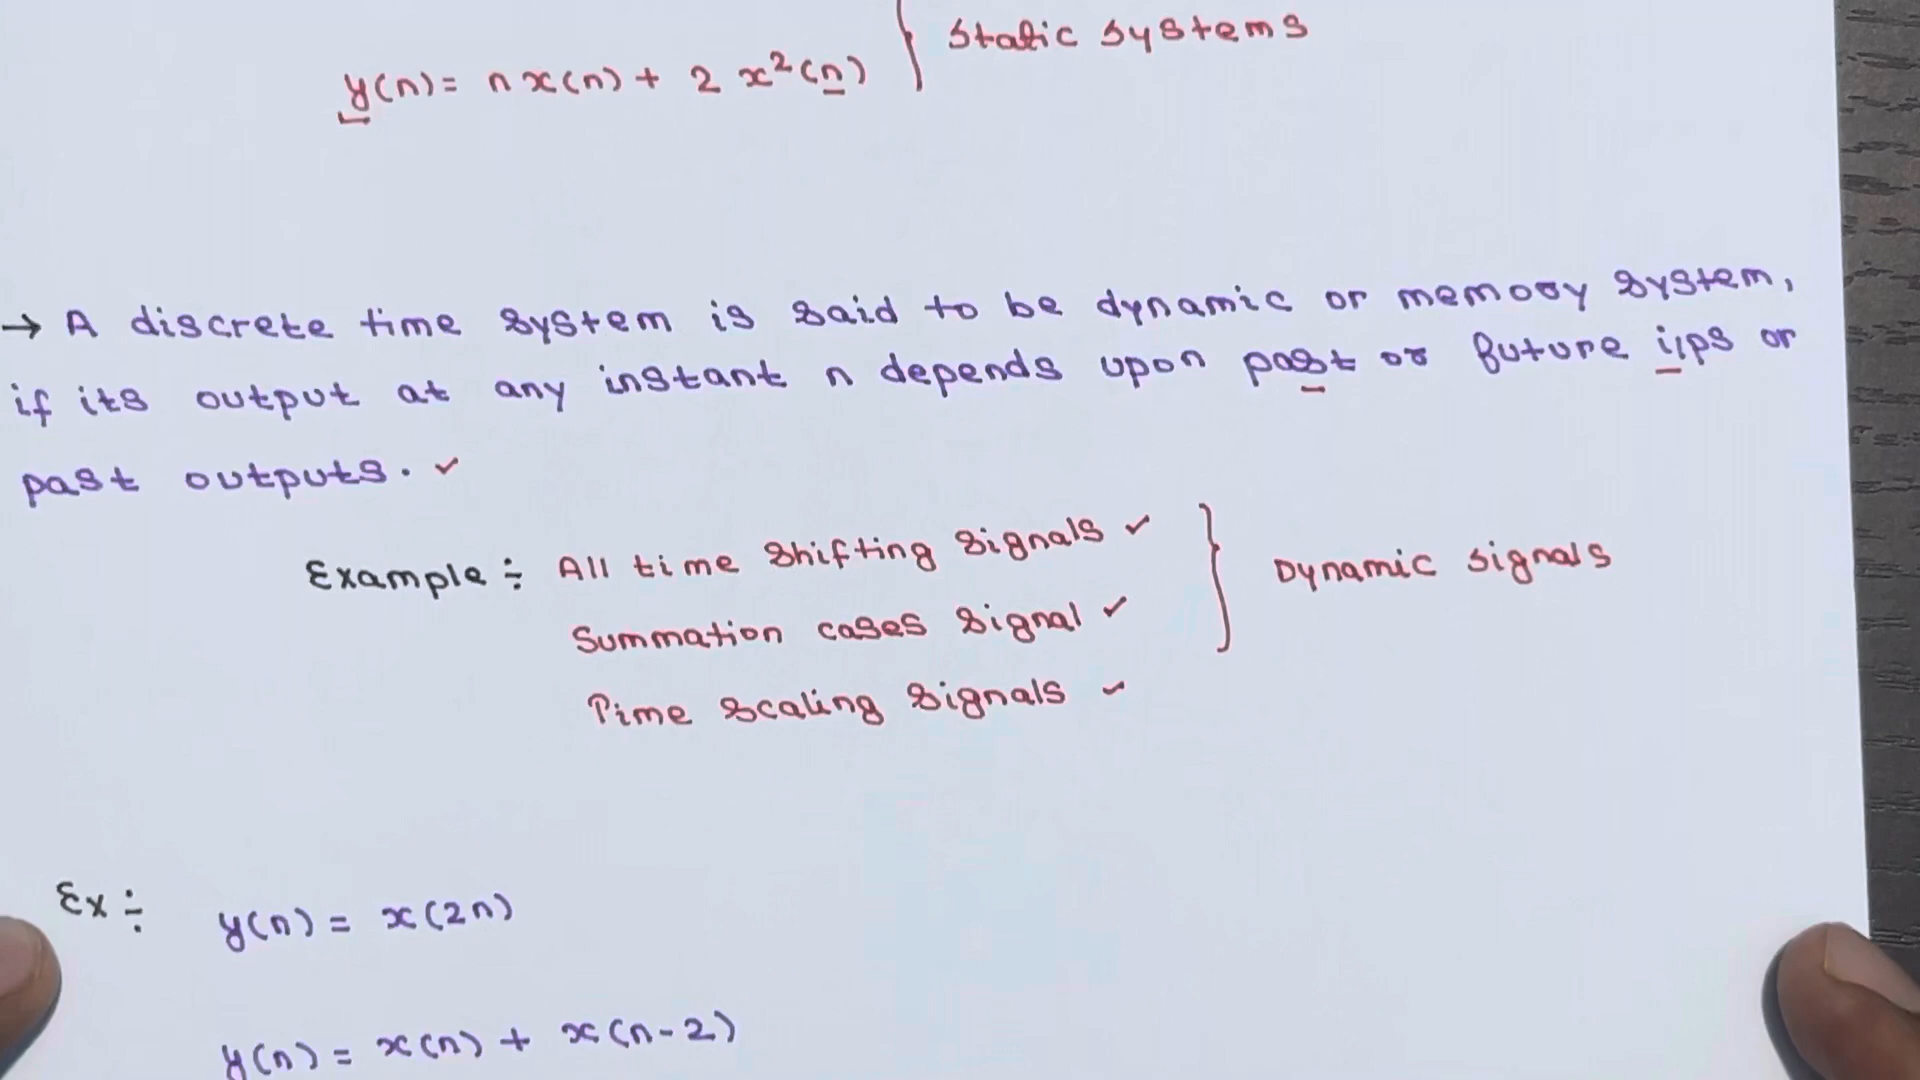 Static systems
y(n) = n x(n) + 2 x²(n)
→ A discrete time system is said to be dynamic or memory system,
if its output at any instant n depends upon past or future i/ps or
past outputs. ✓
Example ÷ All time shifting signals ✓
Summation cases signal ✓
Dynamic signals
Time scaling signals ✓
Ex ÷ y(n) = x(2n)
y(n) = x(n) + x(n-2)